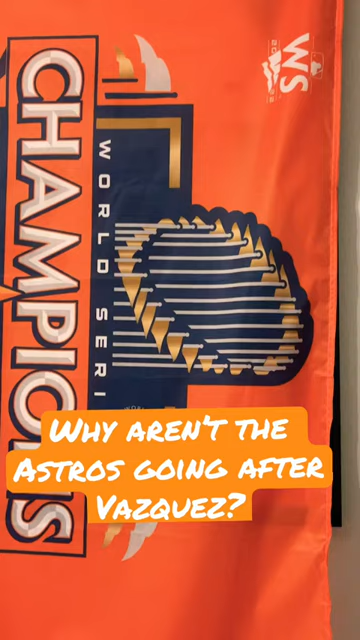 WS
WORLD SERI
CHAMPIONS
Why aren't the
Astros going after
Vazquez?